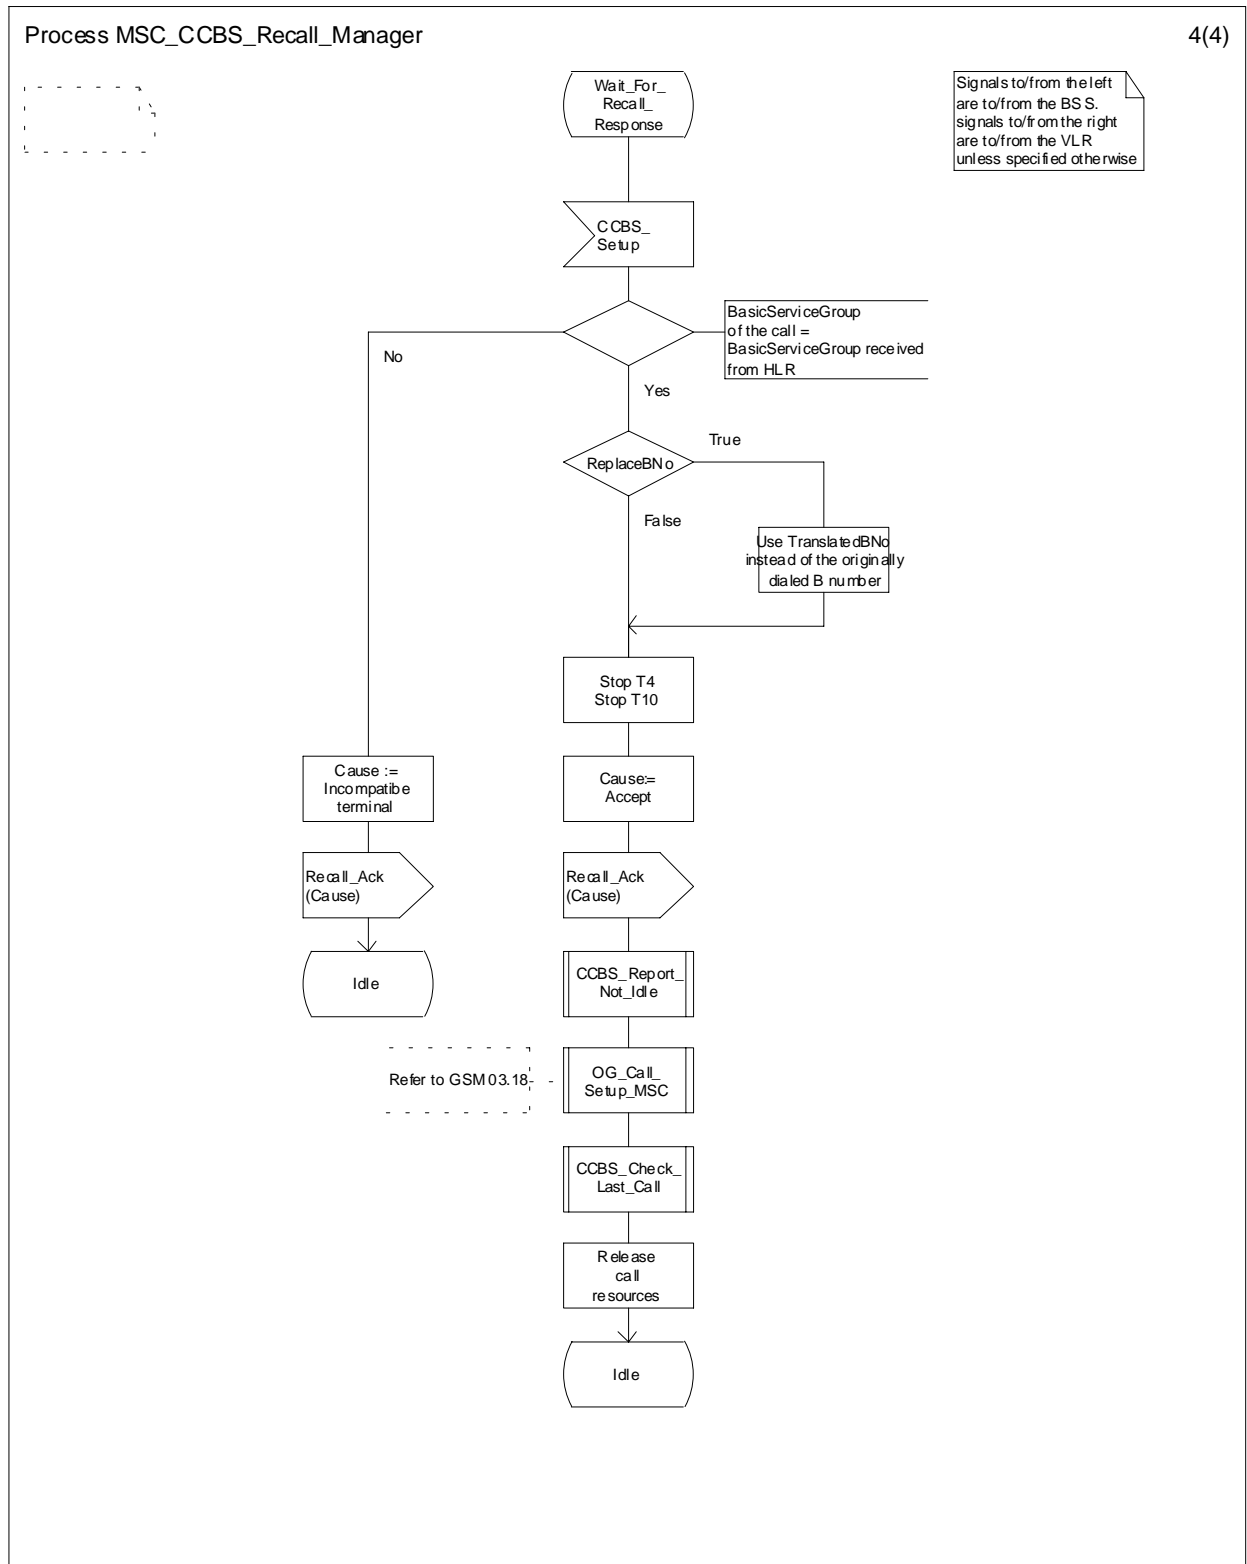 Process MSC_CCBS_Recall_Manager
4(4)
Wait_For_
Recall_
Response
Signals to/from the left
are to/from the BSS.
signals to/from the right
are to/from the VLR
unless specified otherwise
CCBS_
Setup
BasicServiceGroup
of the call =
BasicServiceGroup received
from HLR
No
Yes
True
ReplaceBNo
False
Use TranslatedBNo
instead of the originally
dialed B number
Stop T4
Stop T10
Cause :=
Incompatibe
terminal
Cause:=
Accept
Recall_Ack
(Cause)
Recall_Ack
(Cause)
Idle
CCBS_Report_
Not_Idle
Refer to GSM 03.18
OG_Call_
Setup_MSC
CCBS_Check_
Last_Call
Release
call
resources
Idle